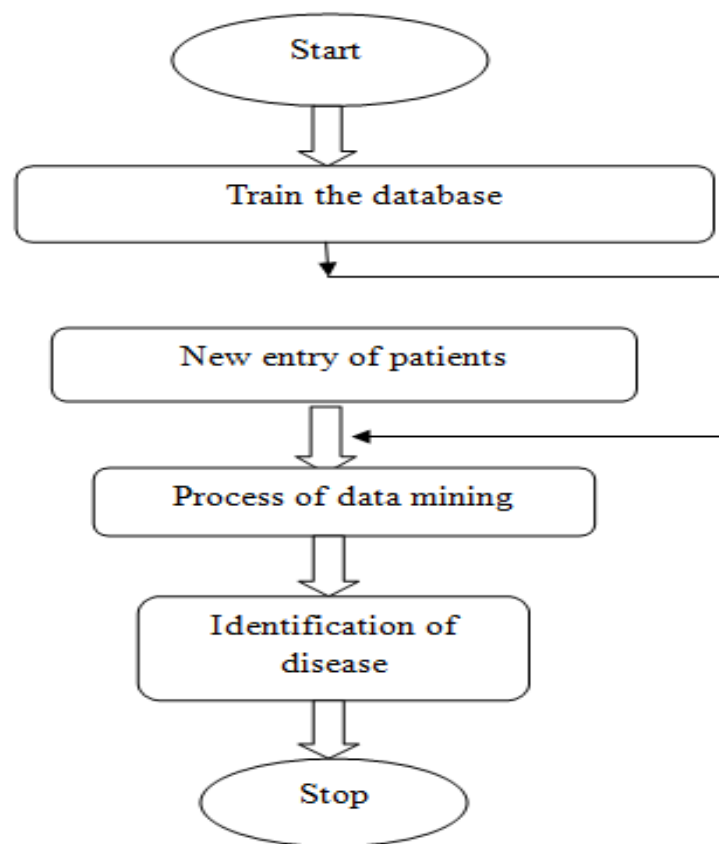 Start
Train the database
New entry of patients
Process of data mining
Identification of
disease
Stop